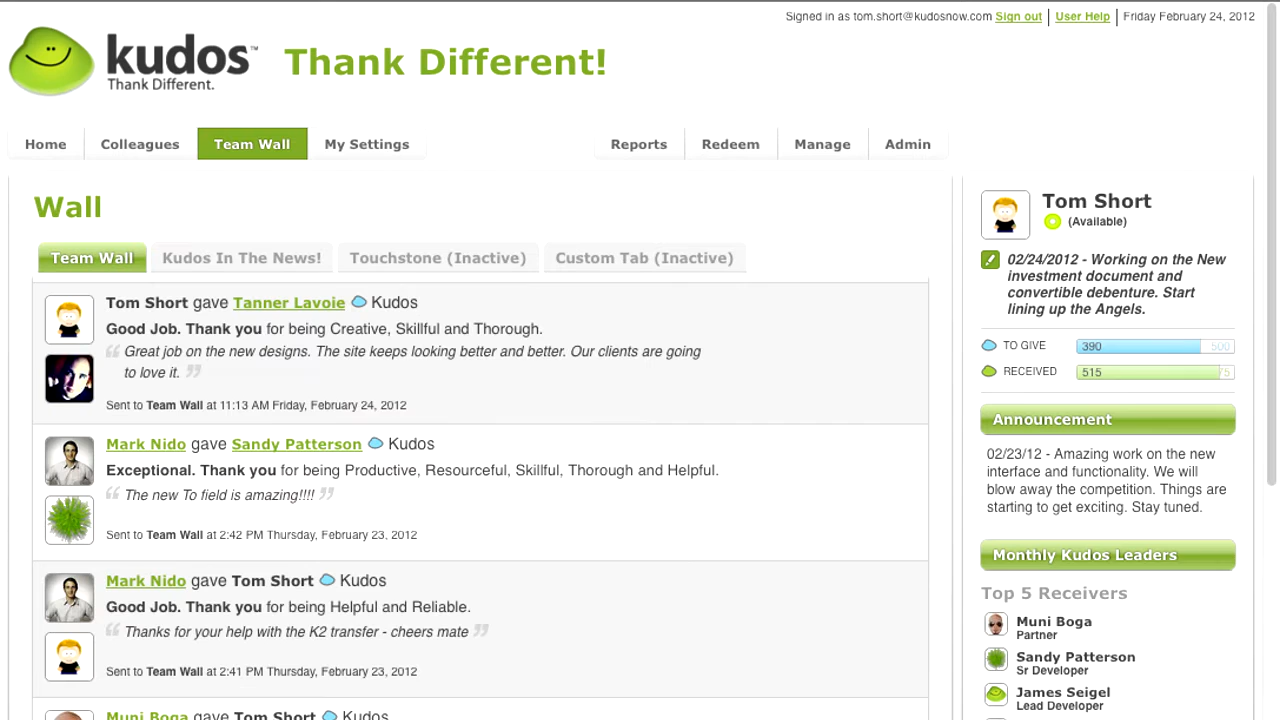 Signed in as tom.short@kudosnow.com Sign out User Help Friday February 24, 2012
kudos™ Thank Different!
Thank Different.
Home Colleagues Team Wall My Settings Reports Redeem Manage Admin
Wall
Team Wall Kudos In The News! Touchstone (Inactive) Custom Tab (Inactive)
Tom Short gave Tanner Lavoie Kudos
Good Job. Thank you for being Creative, Skillful and Thorough.
“ Great job on the new designs. The site keeps looking better and better. Our clients are going
to love it. ”
Sent to Team Wall at 11:13 AM Friday, February 24, 2012
Mark Nido gave Sandy Patterson Kudos
Exceptional. Thank you for being Productive, Resourceful, Skillful, Thorough and Helpful.
“ The new To field is amazing!!!! ”
Sent to Team Wall at 2:42 PM Thursday, February 23, 2012
Mark Nido gave Tom Short Kudos
Good Job. Thank you for being Helpful and Reliable.
“ Thanks for your help with the K2 transfer - cheers mate ”
Sent to Team Wall at 2:41 PM Thursday, February 23, 2012
Muni Boga gave Tom Short Kudos
Tom Short
(Available)
02/24/2012 - Working on the New
investment document and
convertible debenture. Start
lining up the Angels.
TO GIVE 390 500
RECEIVED 515 75
Announcement
02/23/12 - Amazing work on the new
interface and functionality. We will
blow away the competition. Things are
starting to get exciting. Stay tuned.
Monthly Kudos Leaders
Top 5 Receivers
Muni Boga
Partner
Sandy Patterson
Sr Developer
James Seigel
Lead Developer